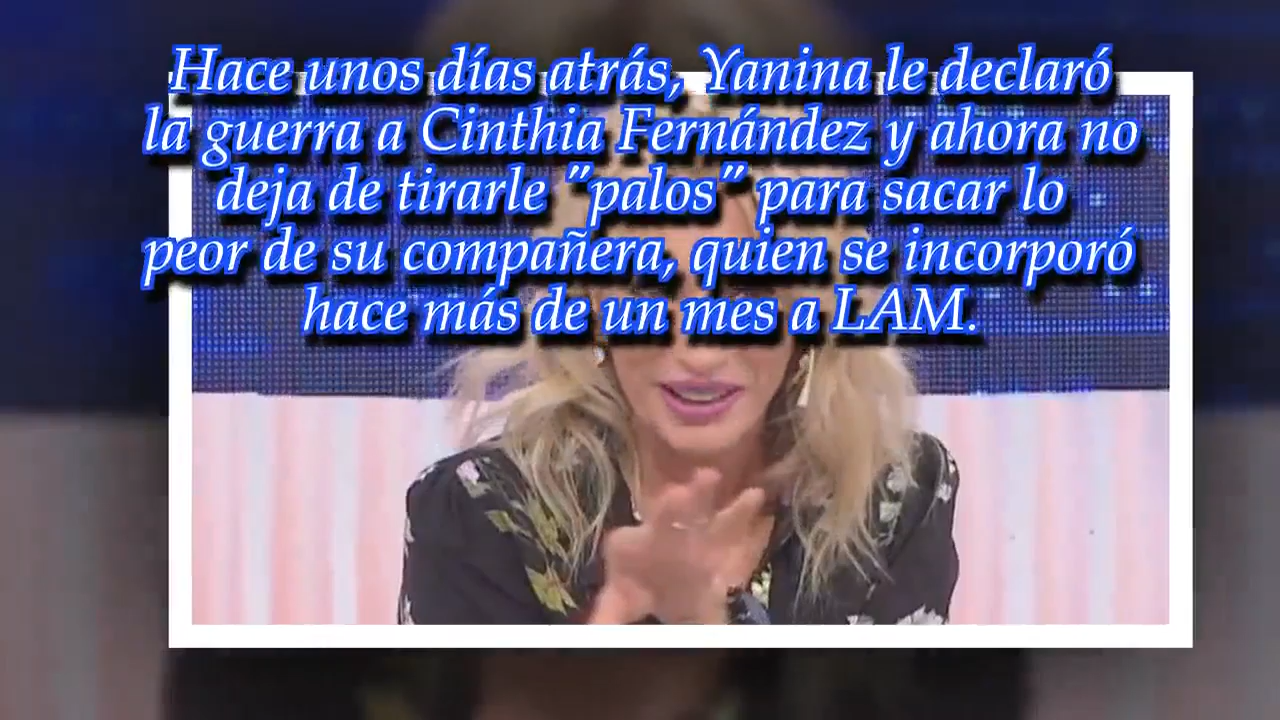 Hace unos días atrás, Yanina le declaró
la guerra a Cinthia Fernández y ahora no
deja de tirarle "palos" para sacar lo
peor de su compañera, quien se incorporó
hace más de un mes a LAM.